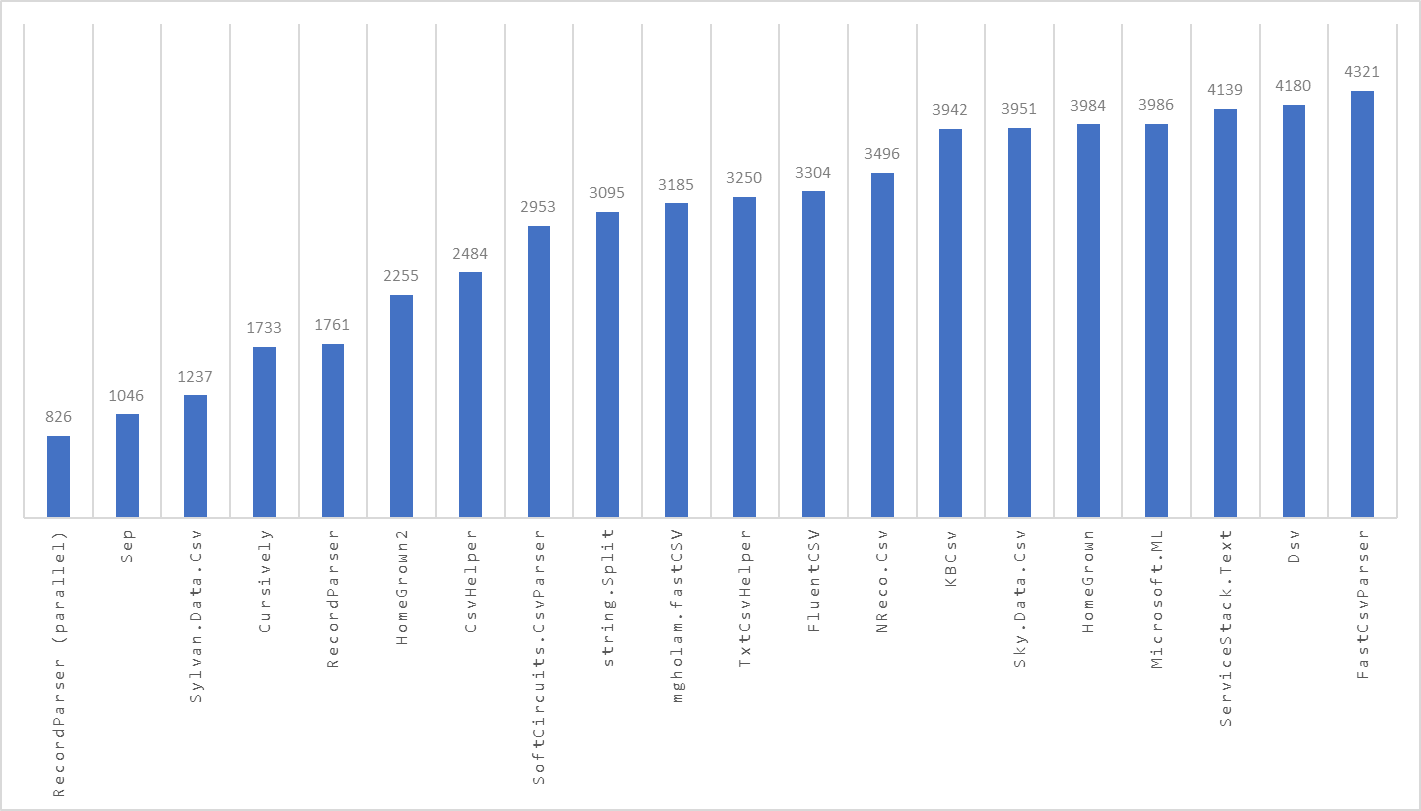 826
1046
1237
1733
1761
2255
2484
2953
3095
3185
3250
3304
3496
3942
3951
3984
3986
4139
4180
4321
RecordParser (parallel)
Sep
Sylvan.Data.Csv
Cursively
RecordParser
HomeGrown2
CsvHelper
SoftCircuits.CsvParser
string.Split
mgholam.fastCSV
TxtCsvHelper
FluentCSV
NReco.Csv
KBCsv
Sky.Data.Csv
HomeGrown
Microsoft.ML
ServiceStack.Text
Dsv
FastCsvParser